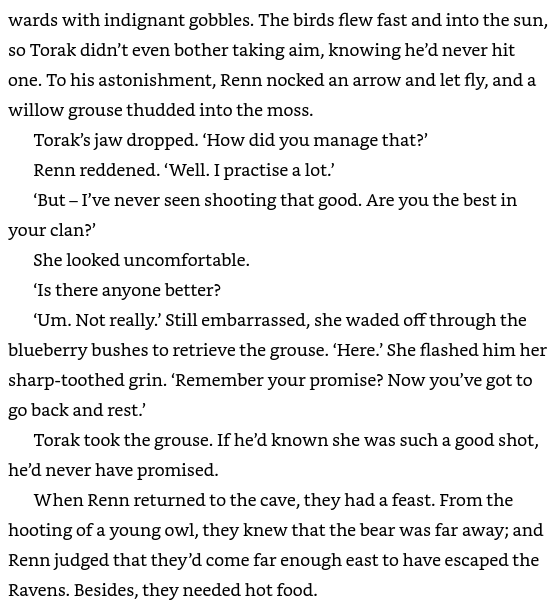 wards with indignant gobbles. The birds flew fast and into the sun,
so Torak didn’t even bother taking aim, knowing he’d never hit
one. To his astonishment, Renn nocked an arrow and let fly, and a
willow grouse thudded into the moss.
Torak’s jaw dropped. ‘How did you manage that?’
Renn reddened. ‘Well. I practise a lot.’
‘But – I’ve never seen shooting that good. Are you the best in
your clan?’
She looked uncomfortable.
‘Is there anyone better?
‘Um. Not really.’ Still embarrassed, she waded off through the
blueberry bushes to retrieve the grouse. ‘Here.’ She flashed him her
sharp-toothed grin. ‘Remember your promise? Now you’ve got to
go back and rest.’
Torak took the grouse. If he’d known she was such a good shot,
he’d never have promised.
When Renn returned to the cave, they had a feast. From the
hooting of a young owl, they knew that the bear was far away; and
Renn judged that they’d come far enough east to have escaped the
Ravens. Besides, they needed hot food.